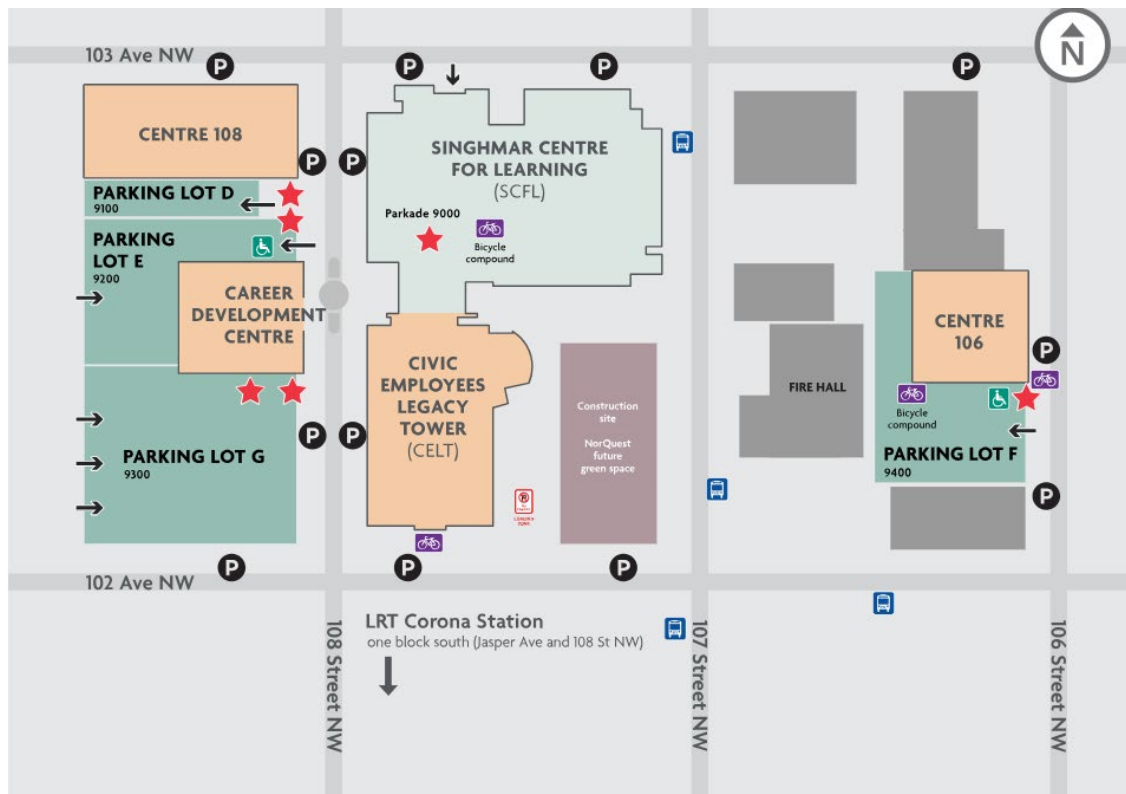 103 Ave NW
P
P
P
P
N
CENTRE 108
P
P
SINGHMAR CENTRE
FOR LEARNING
(SCFL)
PARKING LOT D
9100
Parkade 9000
Bicycle
compound
PARKING
LOT E
9200
CAREER
DEVELOPMENT
CENTRE
CENTRE
106
P
CIVIC
EMPLOYEES
LEGACY
TOWER
(CELT)
FIRE HALL
Construction
site
NorQuest
future
green space
Bicycle
compound
P
P
PARKING LOT G
9300
PARKING LOT F
9400
P
P
P
P
102 Ave NW
LRT Corona Station
one block south (Jasper Ave and 108 St NW)
108 Street NW
107 Street NW
106 Street NW